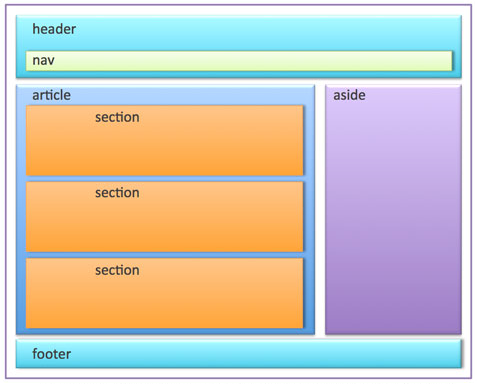 header
nav
article
section
section
section
aside
footer